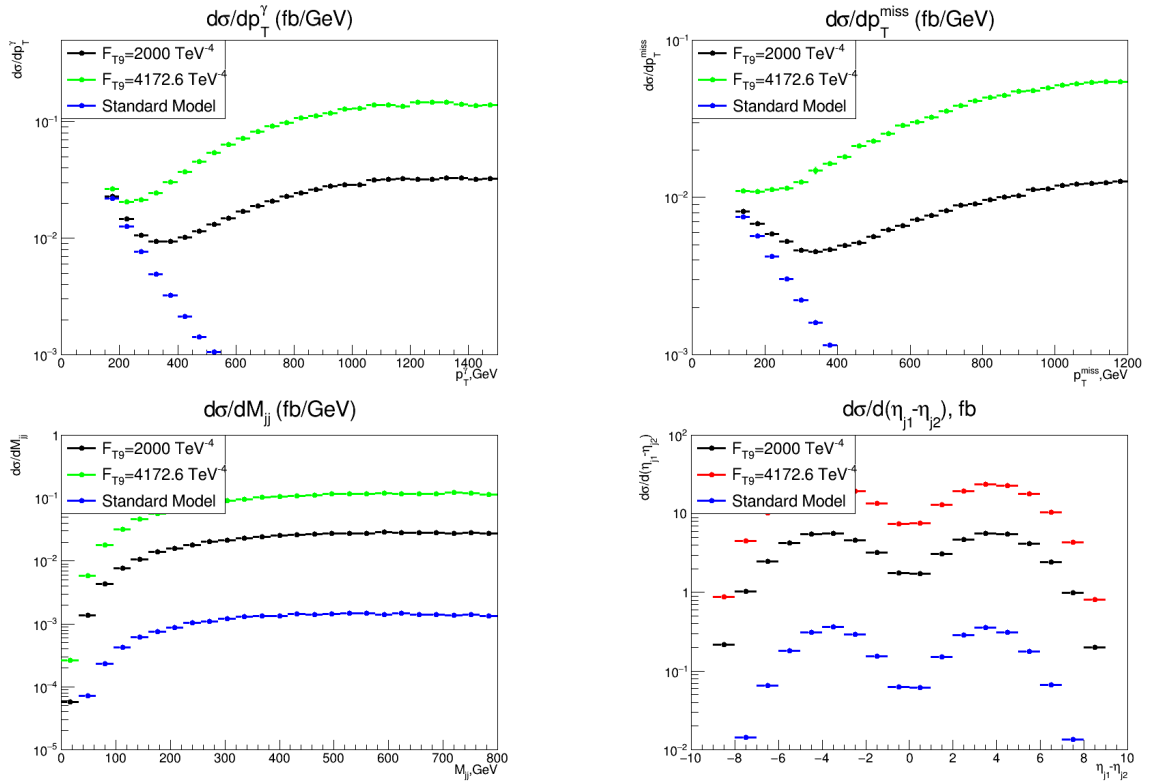 dσ/dp_T^γ (fb/GeV)
dσ/dp_T^γ
F_T9=2000 TeV^-4
F_T9=4172.6 TeV^-4
Standard Model
10^-1
10^-2
10^-3
0 200 400 600 800 1000 1200 1400
p_T^γ,GeV
dσ/dp_T^miss (fb/GeV)
dσ/dp_T^miss
10^-1
F_T9=2000 TeV^-4
F_T9=4172.6 TeV^-4
Standard Model
10^-2
10^-3
0 200 400 600 800 1000 1200
p_T^miss,GeV
dσ/dM_jj (fb/GeV)
dσ/dM_jj
1
F_T9=2000 TeV^-4
F_T9=4172.6 TeV^-4
Standard Model
10^-1
10^-2
10^-3
10^-4
10^-5
0 100 200 300 400 500 600 700 800
M_jj,GeV
dσ/d(η_j1-η_j2), fb
dσ/d(η_j1-η_j2)
10^2
F_T9=2000 TeV^-4
F_T9=4172.6 TeV^-4
Standard Model
10
1
10^-1
10^-2
−10 −8 −6 −4 −2 0 2 4 6 8 10
η_j1-η_j2